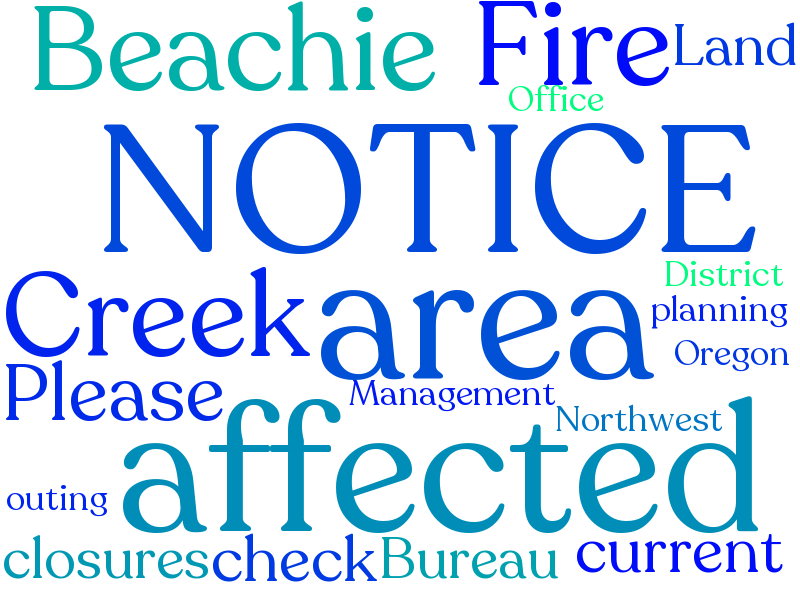 Beachie Fire Land
Office
NOTICE
District
Creek area planning
Oregon
Please Management
Northwest
affected
outing
closures check Bureau current